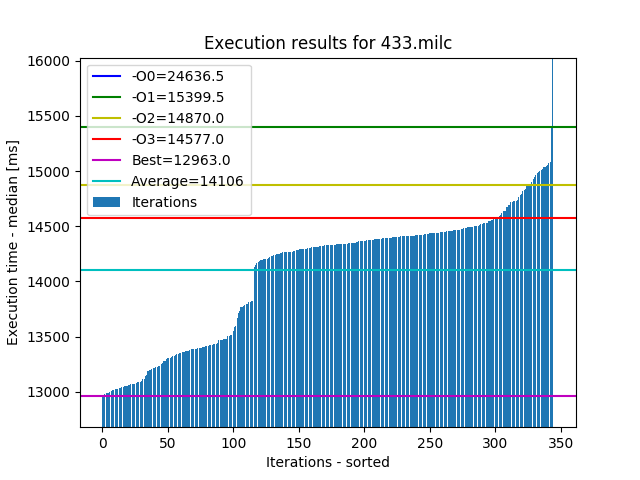 Execution results for 433.milc
Execution time - median [ms]
16000
15500
15000
14500
14000
13500
13000
-O0=24636.5
-O1=15399.5
-O2=14870.0
-O3=14577.0
Best=12963.0
Average=14106
Iterations
0 50 100 150 200 250 300 350
Iterations - sorted